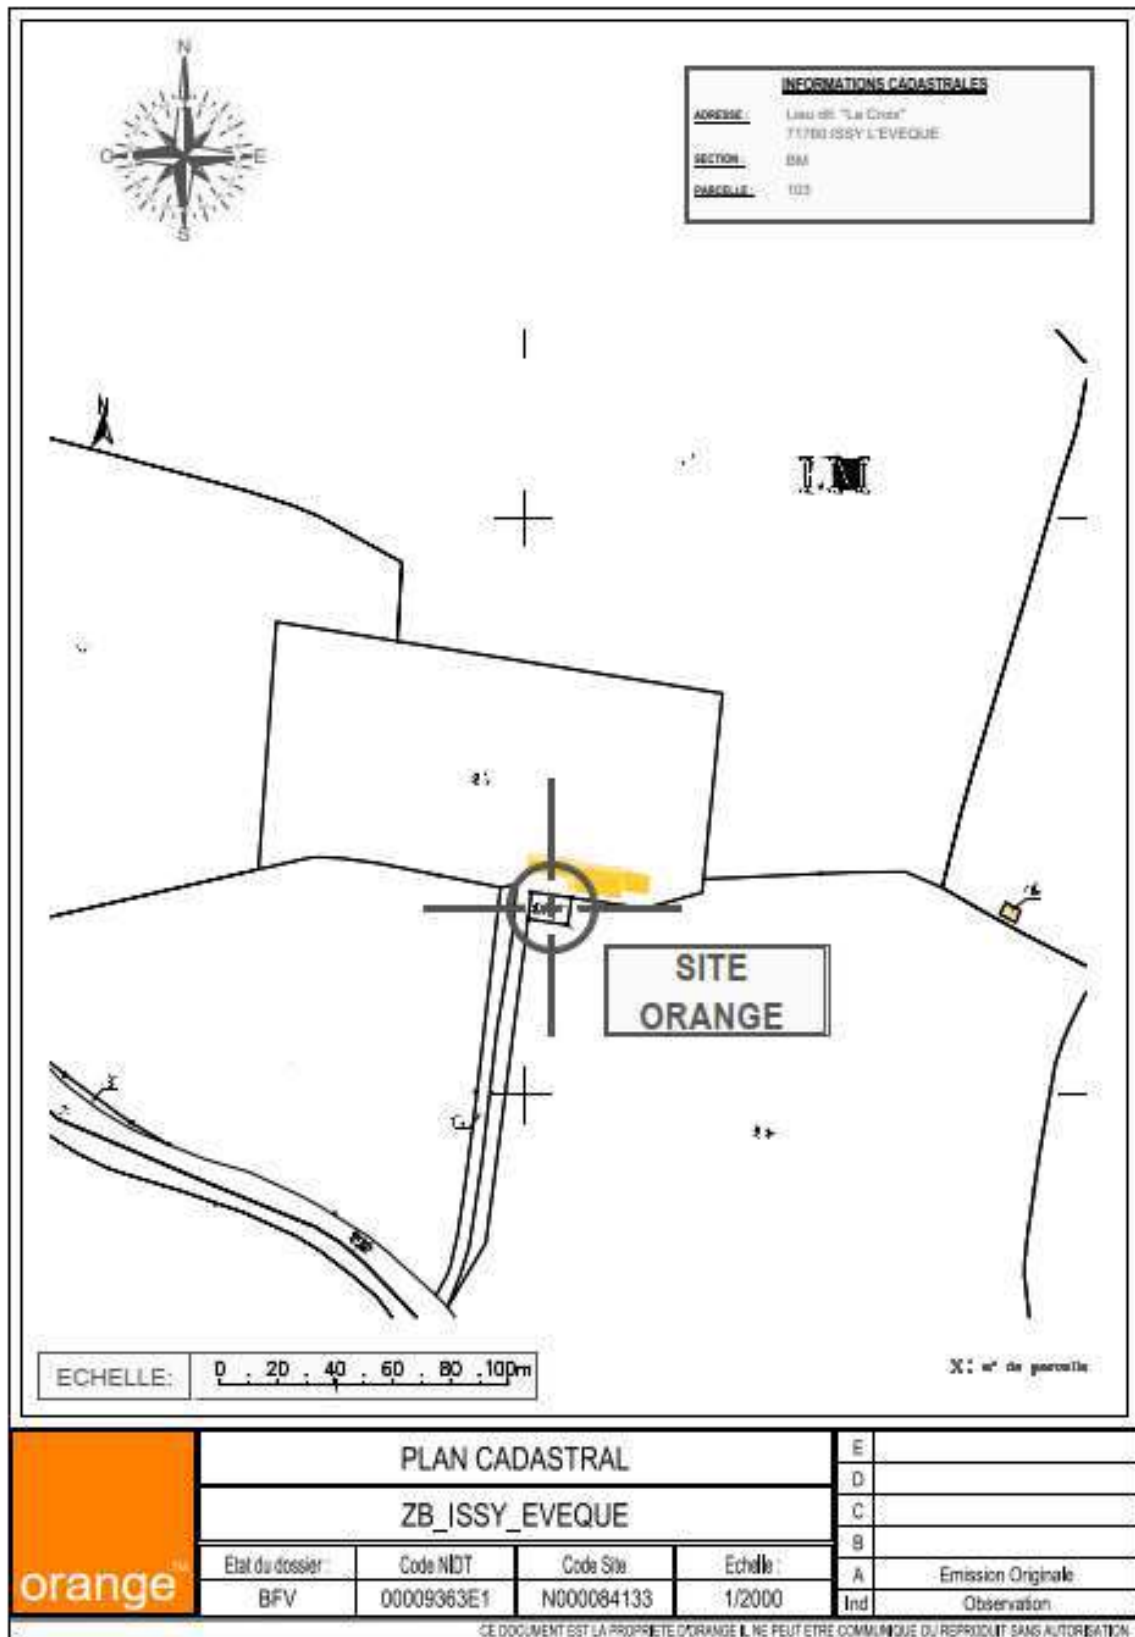 N
O
E
S
INFORMATIONS CADASTRALES
ADRESSE : Lieu dit "La Croix"
71760 ISSY L'EVEQUE
SECTION : BM
PARCELLE : 103
N
SITE
ORANGE
ECHELLE: 0 20 40 60 80 100m
X: n° de parcelle
orange™
PLAN CADASTRAL
ZB_ISSY_EVEQUE
Etat du dossier : Code NIDT Code Site Echelle :
BFV 00009363E1 N000084133 1/2000
E
D
C
B
A Emission Originale
Ind Observation
CE DOCUMENT EST LA PROPRIETE D'ORANGE IL NE PEUT ETRE COMMUNIQUE OU REPRODUIT SANS AUTORISATION